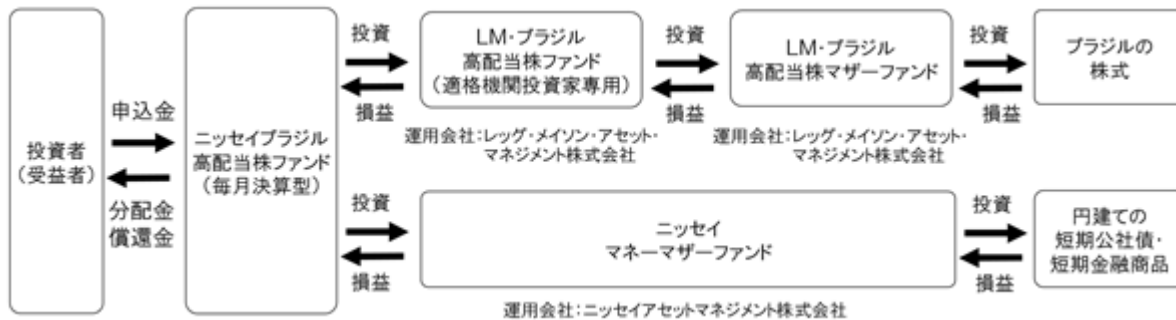 投資者
(受益者)
申込金
分配金
償還金
ニッセイブラジル
高配当株ファンド
(毎月決算型)
投資
損益
LM・ブラジル
高配当株ファンド
(適格機関投資家専用)
運用会社:レッグ・メイソン・アセット・
マネジメント株式会社
投資
損益
LM・ブラジル
高配当株マザーファンド
運用会社:レッグ・メイソン・アセット・
マネジメント株式会社
投資
損益
ブラジルの
株式
投資
損益
ニッセイ
マネーマザーファンド
運用会社:ニッセイアセットマネジメント株式会社
投資
損益
円建ての
短期公社債・
短期金融商品